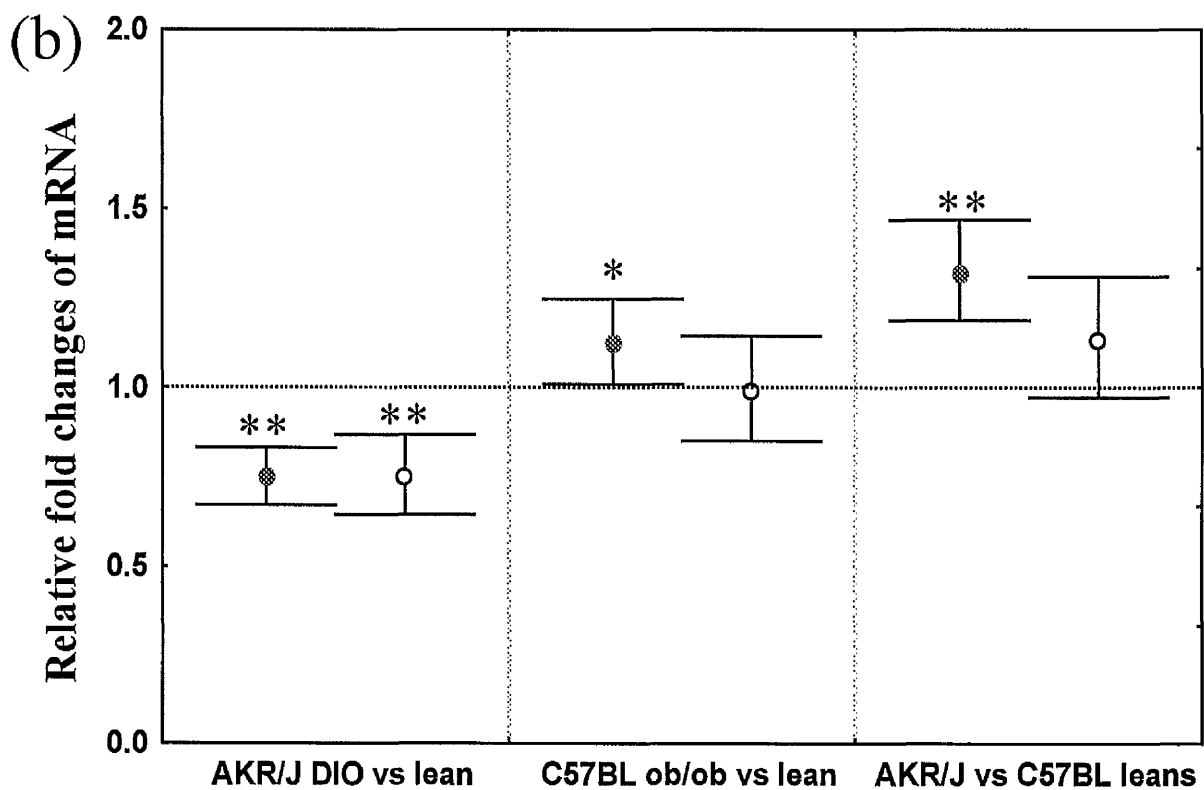 (b)
Relative fold changes of mRNA
2.0
1.5
1.0
0.5
0.0
** ** * **
AKR/J DIO vs lean C57BL ob/ob vs lean AKR/J vs C57BL leans